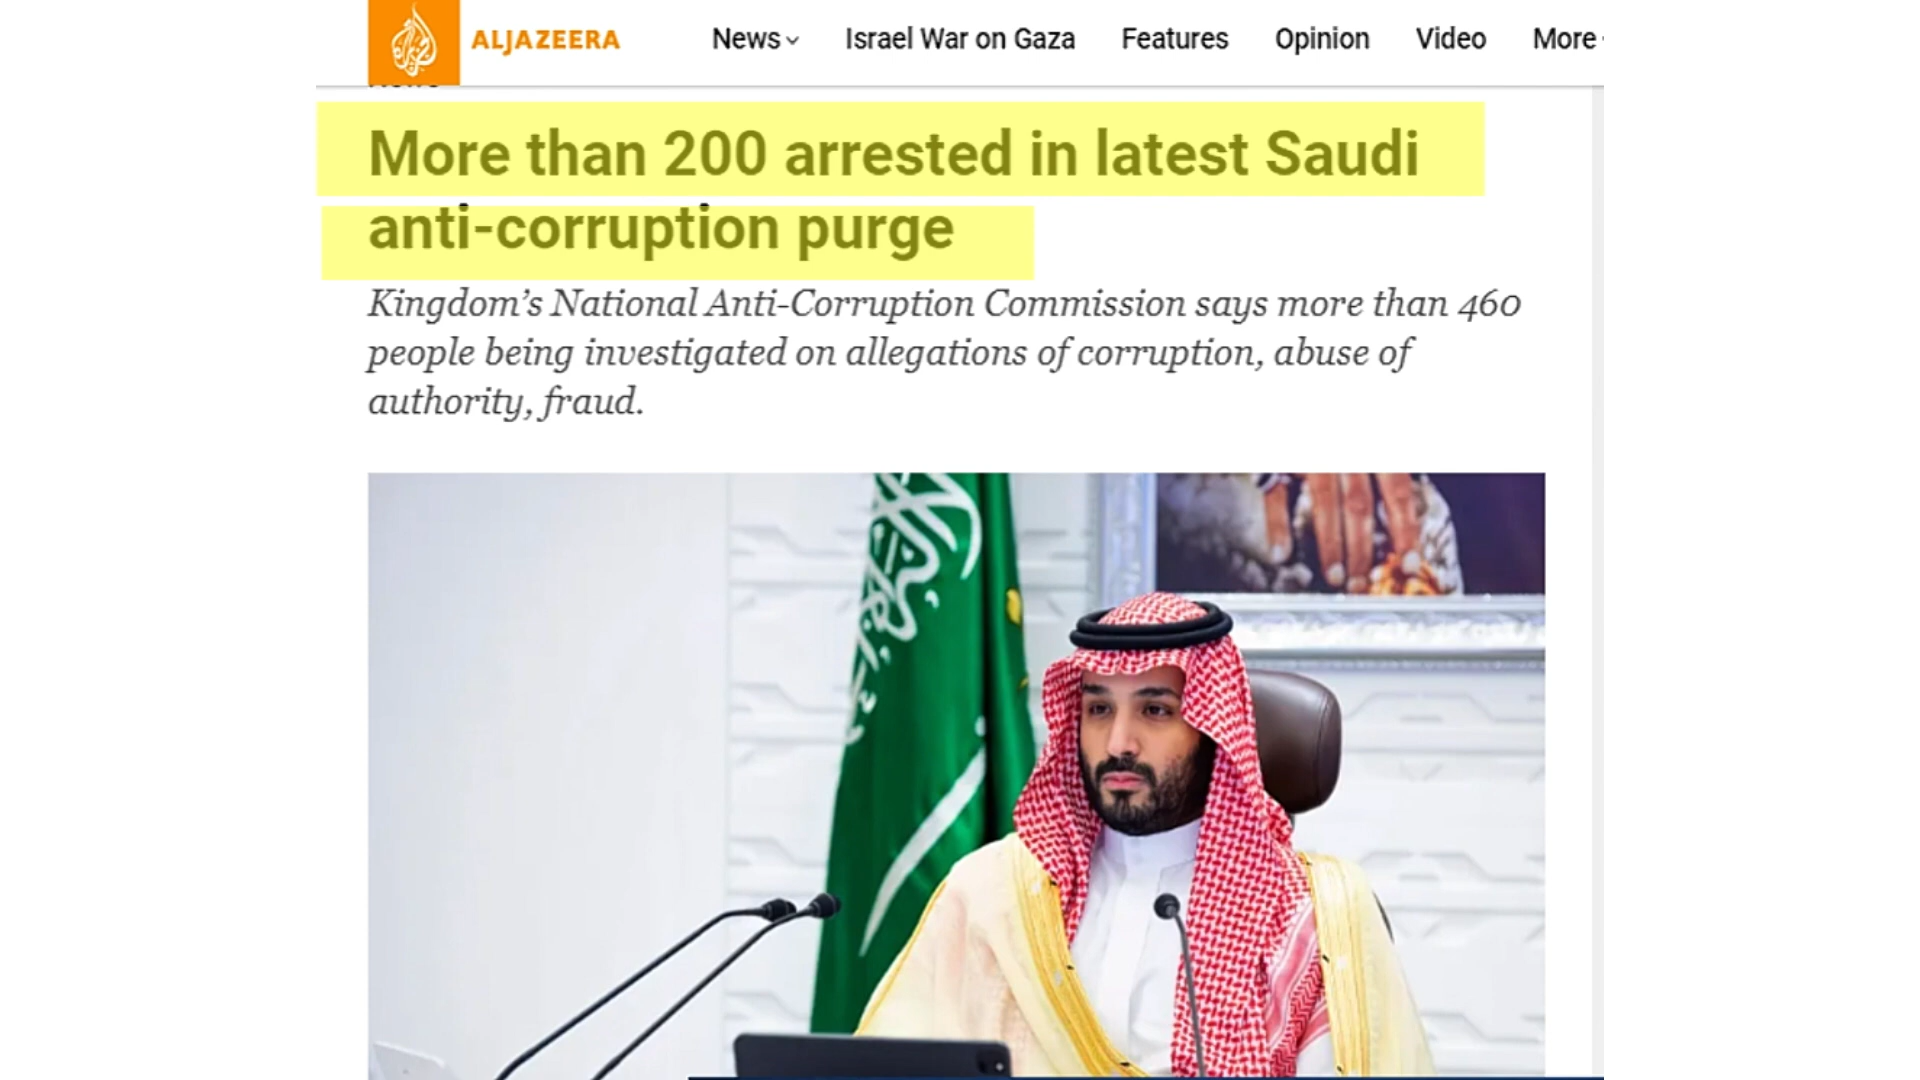 ALJAZEERA
News Israel War on Gaza Features Opinion Video More
News
More than 200 arrested in latest Saudi
anti-corruption purge
Kingdom’s National Anti-Corruption Commission says more than 460
people being investigated on allegations of corruption, abuse of
authority, fraud.